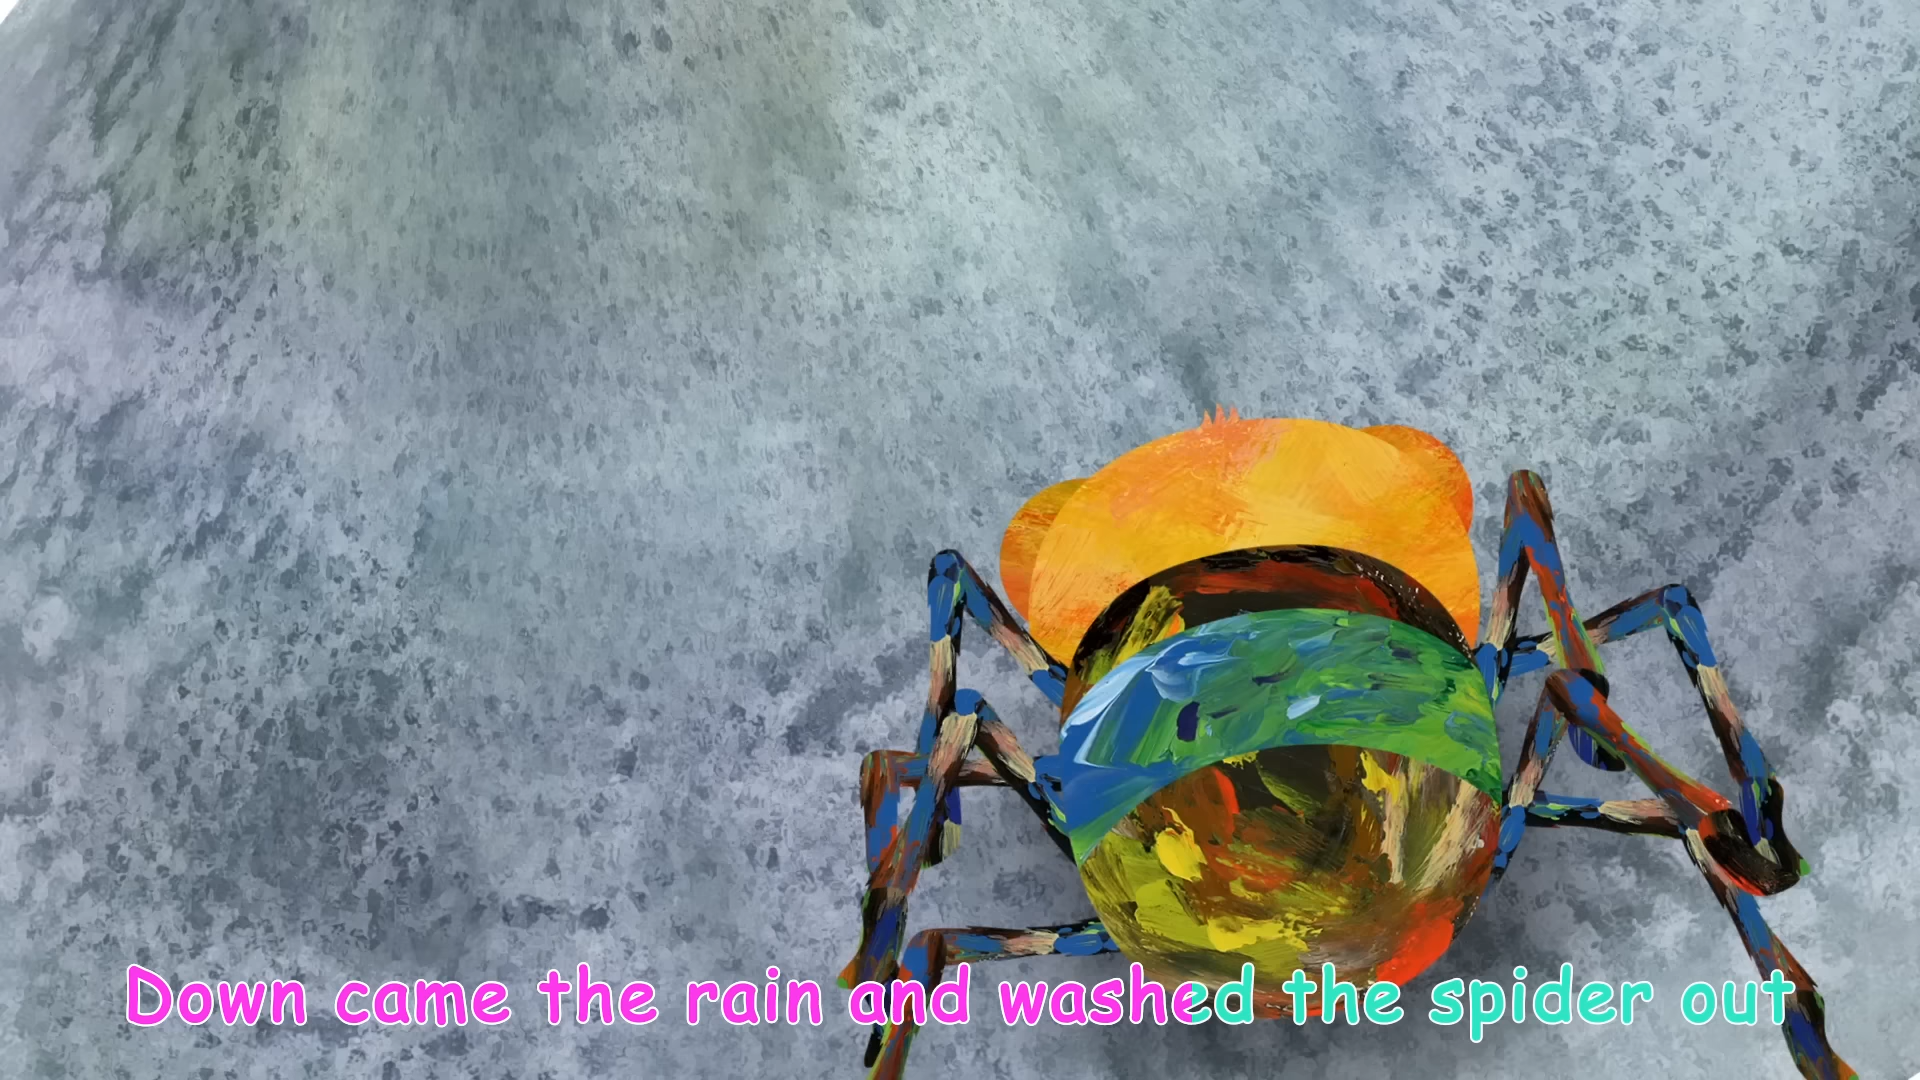 Down came the rain and washed the spider out